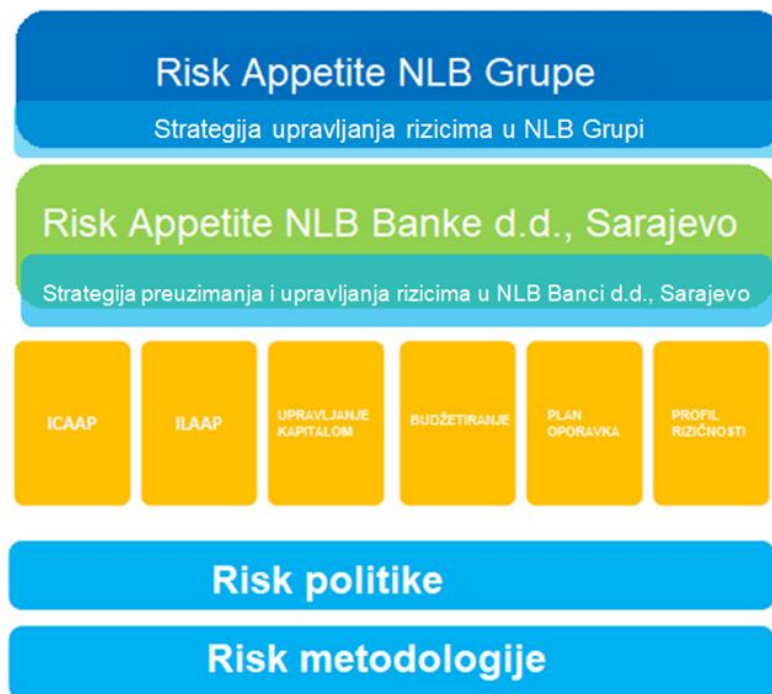 Risk Appetite NLB Grupe
Strategija upravljanja rizicima u NLB Grupi
Risk Appetite NLB Banke d.d., Sarajevo
Strategija preuzimanja i upravljanja rizicima u NLB Banci d.d., Sarajevo
ICAAP
ILAAP
UPRAVLJANJE
KAPITALOM
BUDŽETIRANJE
PLAN
OPORAVKA
PROFIL
RIZIČNOSTI
Risk politike
Risk metodologije